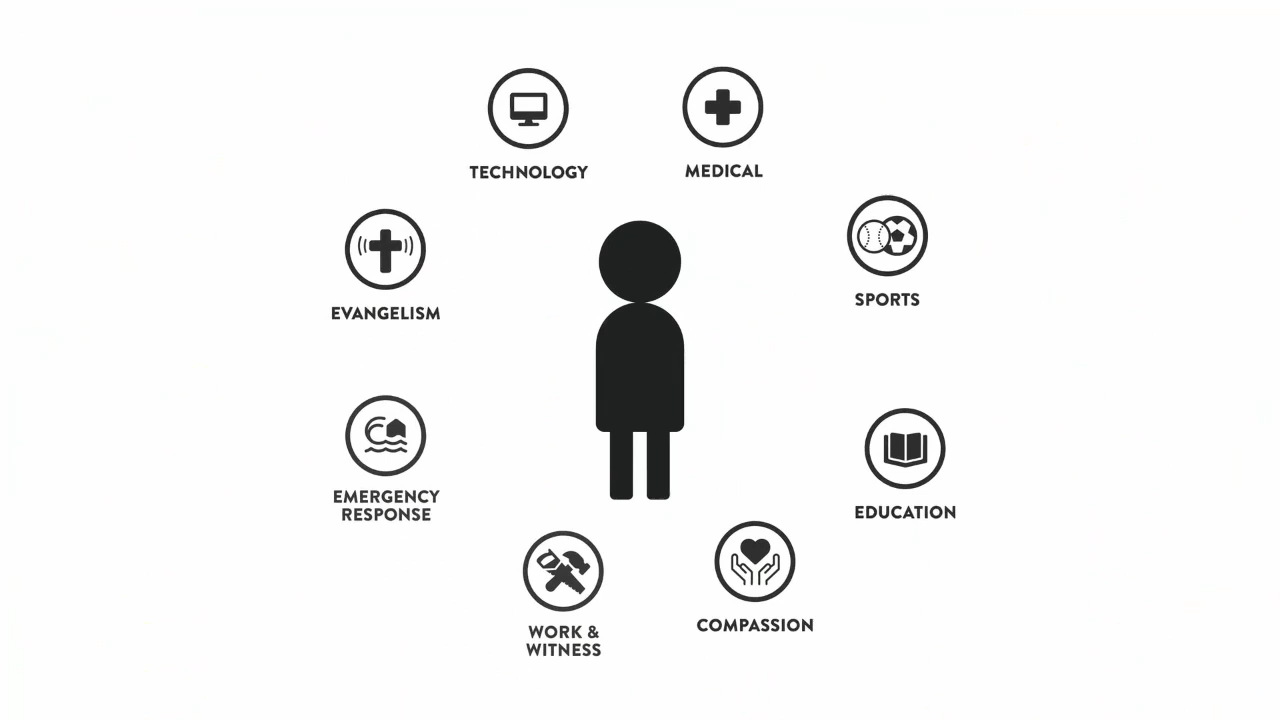 TECHNOLOGY
MEDICAL
SPORTS
EVANGELISM
EMERGENCY
RESPONSE
EDUCATION
WORK &
WITNESS
COMPASSION